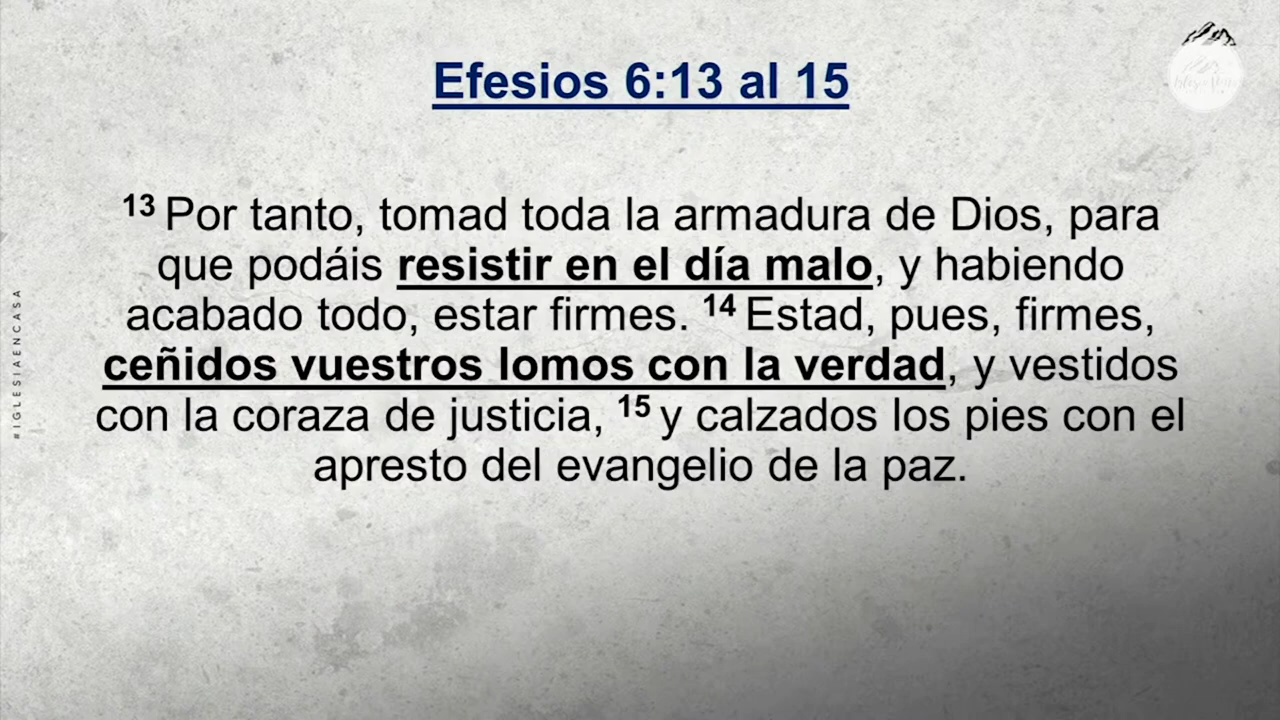 Efesios 6:13 al 15
13 Por tanto, tomad toda la armadura de Dios, para
que podáis resistir en el día malo, y habiendo
acabado todo, estar firmes. 14 Estad, pues, firmes,
ceñidos vuestros lomos con la verdad, y vestidos
con la coraza de justicia, 15 y calzados los pies con el
apresto del evangelio de la paz.
#IGLESIAENCASA